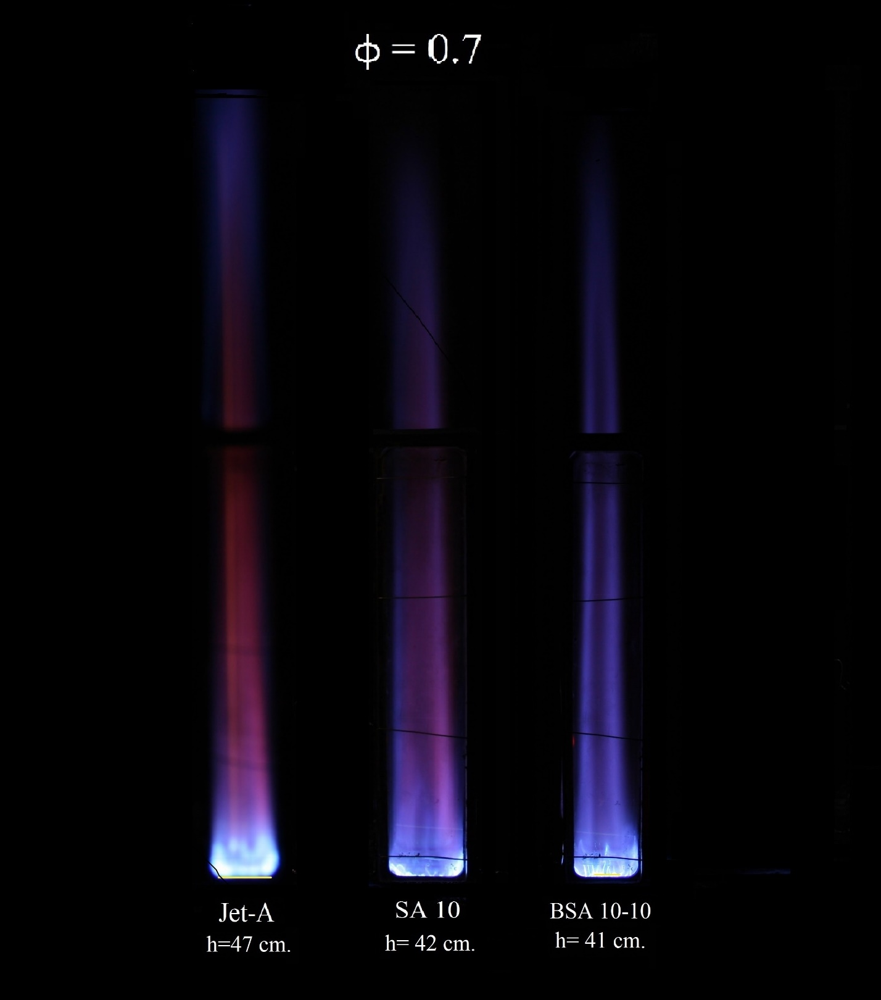 ϕ = 0.7
Jet-A
h=47 cm.
SA 10
h= 42 cm.
BSA 10-10
h= 41 cm.